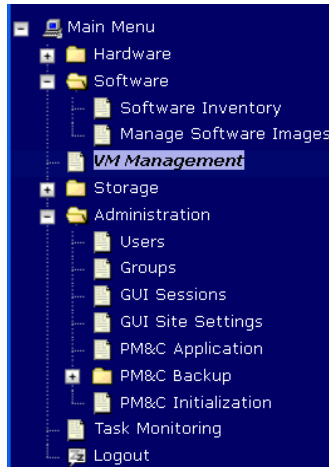 Main Menu
Hardware
Software
Software Inventory
Manage Software Images
VM Management
Storage
Administration
Users
Groups
GUI Sessions
GUI Site Settings
PM&C Application
PM&C Backup
PM&C Initialization
Task Monitoring
Logout